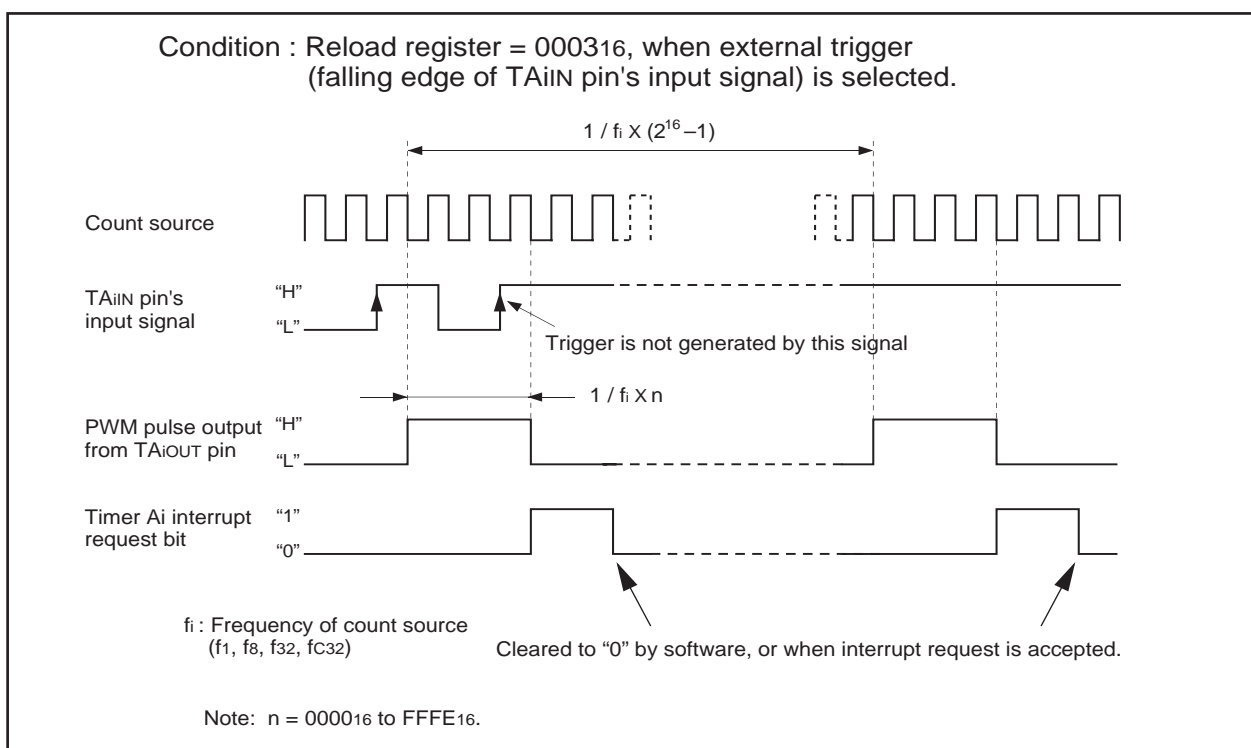 Condition : Reload register = 000316, when external trigger
(falling edge of TAiIN pin's input signal) is selected.
1 / fi X (2^16 –1)
Count source
TAiIN pin's
input signal
“H”
“L”
Trigger is not generated by this signal
1 / fi X n
PWM pulse output
from TAiOUT pin
“H”
“L”
Timer Ai interrupt
request bit
“1”
“0”
fi : Frequency of count source
(f1, f8, f32, fC32)
Cleared to “0” by software, or when interrupt request is accepted.
Note: n = 000016 to FFFE16.